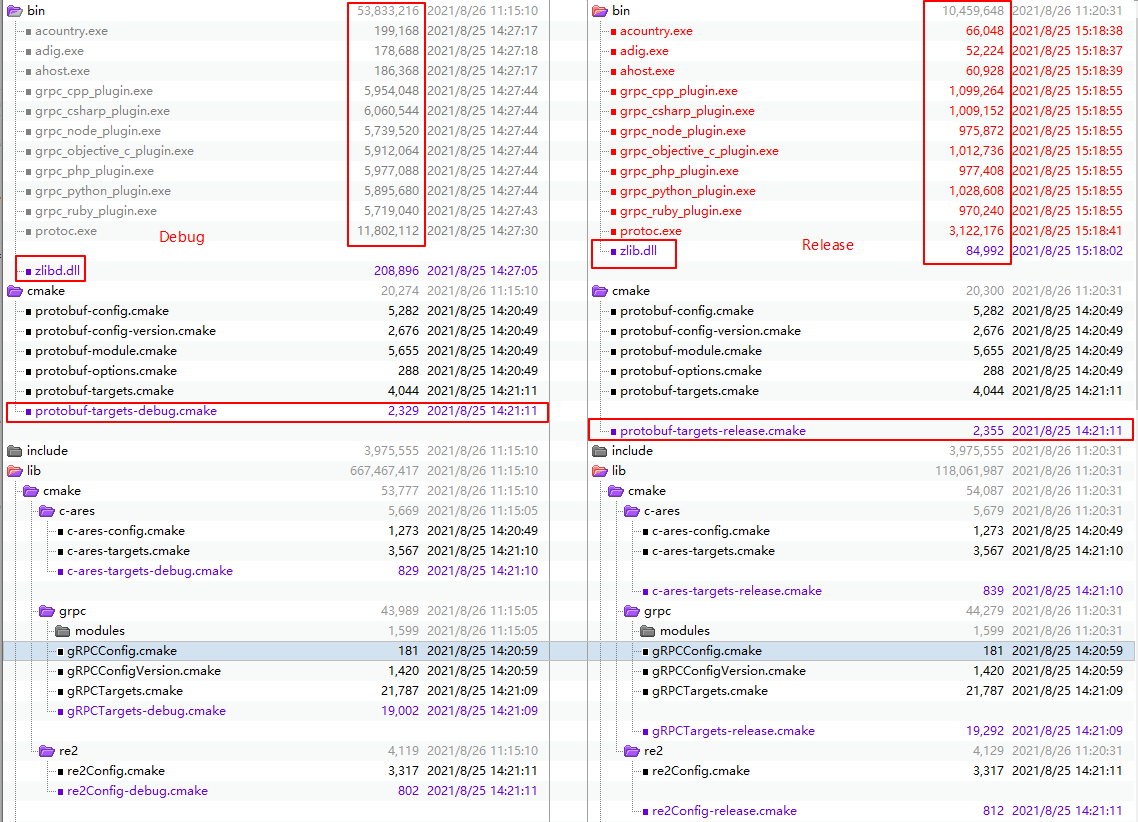 bin 53,833,216 2021/8/26 11:15:10 bin 10,459,648 2021/8/26 11:20:31
acountry.exe 199,168 2021/8/25 14:27:17 acountry.exe 66,048 2021/8/25 15:18:38
adig.exe 178,688 2021/8/25 14:27:18 adig.exe 52,224 2021/8/25 15:18:37
ahost.exe 186,368 2021/8/25 14:27:17 ahost.exe 60,928 2021/8/25 15:18:39
grpc_cpp_plugin.exe 5,954,048 2021/8/25 14:27:44 grpc_cpp_plugin.exe 1,099,264 2021/8/25 15:18:55
grpc_csharp_plugin.exe 6,060,544 2021/8/25 14:27:44 grpc_csharp_plugin.exe 1,009,152 2021/8/25 15:18:55
grpc_node_plugin.exe 5,739,520 2021/8/25 14:27:44 grpc_node_plugin.exe 975,872 2021/8/25 15:18:55
grpc_objective_c_plugin.exe 5,912,064 2021/8/25 14:27:44 grpc_objective_c_plugin.exe 1,012,736 2021/8/25 15:18:55
grpc_php_plugin.exe 5,977,088 2021/8/25 14:27:44 grpc_php_plugin.exe 977,408 2021/8/25 15:18:55
grpc_python_plugin.exe 5,895,680 2021/8/25 14:27:44 grpc_python_plugin.exe 1,028,608 2021/8/25 15:18:55
grpc_ruby_plugin.exe 5,719,040 2021/8/25 14:27:43 grpc_ruby_plugin.exe 970,240 2021/8/25 15:18:55
protoc.exe 11,802,112 2021/8/25 14:27:30 protoc.exe 3,122,176 2021/8/25 15:18:41
Debug Release
zlib.dll 84,992 2021/8/25 15:18:02
zlibd.dll 208,896 2021/8/25 14:27:05
cmake 20,274 2021/8/26 11:15:10 cmake 20,300 2021/8/26 11:20:31
protobuf-config.cmake 5,282 2021/8/25 14:20:49 protobuf-config.cmake 5,282 2021/8/25 14:20:49
protobuf-config-version.cmake 2,676 2021/8/25 14:20:49 protobuf-config-version.cmake 2,676 2021/8/25 14:20:49
protobuf-module.cmake 5,655 2021/8/25 14:20:49 protobuf-module.cmake 5,655 2021/8/25 14:20:49
protobuf-options.cmake 288 2021/8/25 14:20:49 protobuf-options.cmake 288 2021/8/25 14:20:49
protobuf-targets.cmake 4,044 2021/8/25 14:21:11 protobuf-targets.cmake 4,044 2021/8/25 14:21:11
protobuf-targets-debug.cmake 2,329 2021/8/25 14:21:11
protobuf-targets-release.cmake 2,355 2021/8/25 14:21:11
include 3,975,555 2021/8/26 11:15:10 include 3,975,555 2021/8/26 11:20:31
lib 667,467,417 2021/8/26 11:15:10 lib 118,061,987 2021/8/26 11:20:31
cmake 53,777 2021/8/26 11:15:10 cmake 54,087 2021/8/26 11:20:31
c-ares 5,669 2021/8/26 11:15:05 c-ares 5,679 2021/8/26 11:20:31
c-ares-config.cmake 1,273 2021/8/25 14:20:49 c-ares-config.cmake 1,273 2021/8/25 14:20:49
c-ares-targets.cmake 3,567 2021/8/25 14:21:10 c-ares-targets.cmake 3,567 2021/8/25 14:21:10
c-ares-targets-debug.cmake 829 2021/8/25 14:21:10
c-ares-targets-release.cmake 839 2021/8/25 14:21:10
grpc 43,989 2021/8/26 11:15:05 grpc 44,279 2021/8/26 11:20:31
modules 1,599 2021/8/26 11:15:05 modules 1,599 2021/8/26 11:20:31
gRPCConfig.cmake 181 2021/8/25 14:20:59 gRPCConfig.cmake 181 2021/8/25 14:20:59
gRPCConfigVersion.cmake 1,420 2021/8/25 14:20:59 gRPCConfigVersion.cmake 1,420 2021/8/25 14:20:59
gRPCTargets.cmake 21,787 2021/8/25 14:21:09 gRPCTargets.cmake 21,787 2021/8/25 14:21:09
gRPCTargets-debug.cmake 19,002 2021/8/25 14:21:09
gRPCTargets-release.cmake 19,292 2021/8/25 14:21:09
re2 4,119 2021/8/26 11:15:10 re2 4,129 2021/8/26 11:20:31
re2Config.cmake 3,317 2021/8/25 14:21:11 re2Config.cmake 3,317 2021/8/25 14:21:11
re2Config-debug.cmake 802 2021/8/25 14:21:11
re2Config-release.cmake 812 2021/8/25 14:21:11